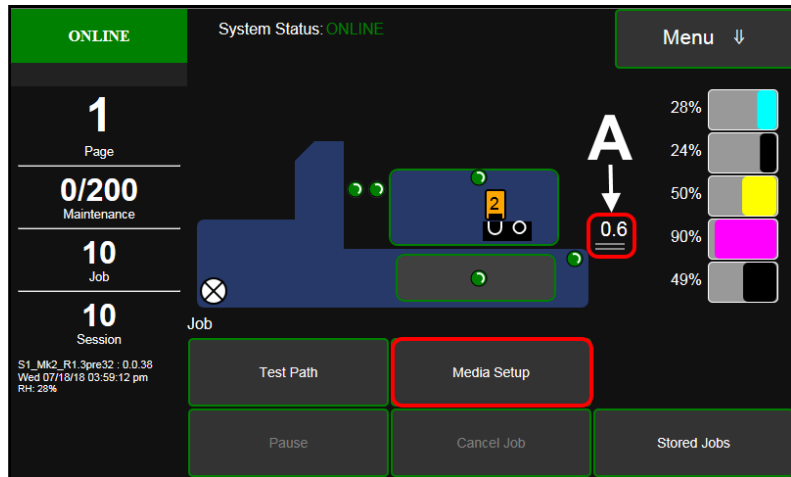 ONLINE
System Status: ONLINE
Menu ⇓
1
Page
0/200
Maintenance
10
Job
10
Session
S1_Mk2_R1.3pre32 : 0.0.38
Wed 07/18/18 03:59:12 pm
RH: 28%
2
A
0.6
28%
24%
50%
90%
49%
Job
Test Path
Media Setup
Pause
Cancel Job
Stored Jobs